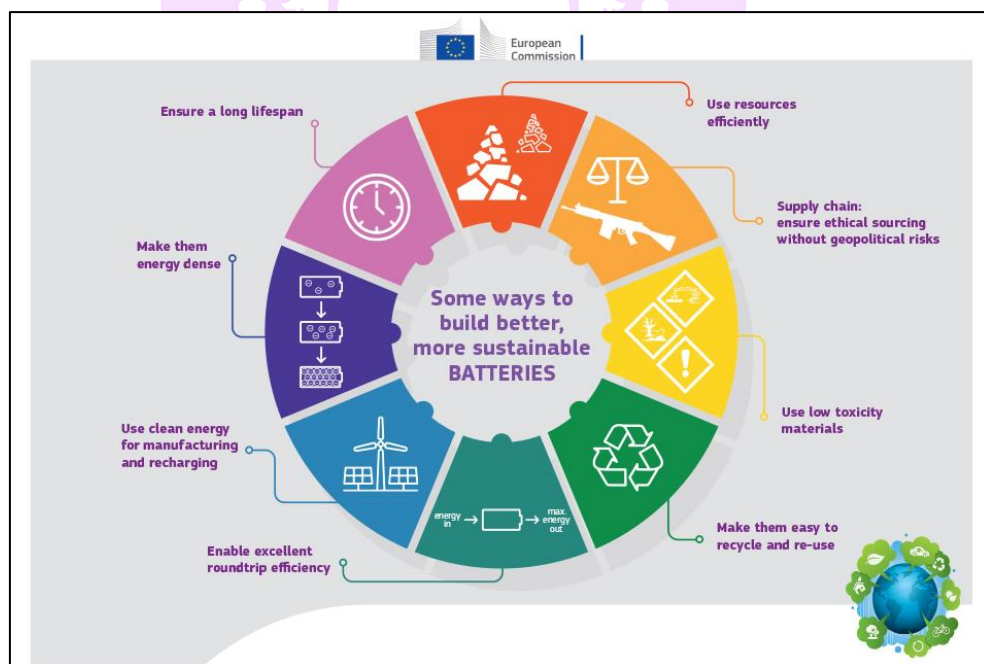 European
Commission
Use resources
efficiently
Supply chain:
ensure ethical sourcing
without geopolitical risks
Use low toxicity
materials
Make them easy to
recycle and re-use
Enable excellent
roundtrip efficiency
Use clean energy
for manufacturing
and recharging
Make them
energy dense
Ensure a long lifespan
Some ways to
build better,
more sustainable
BATTERIES
energy
in
max.
energy
out